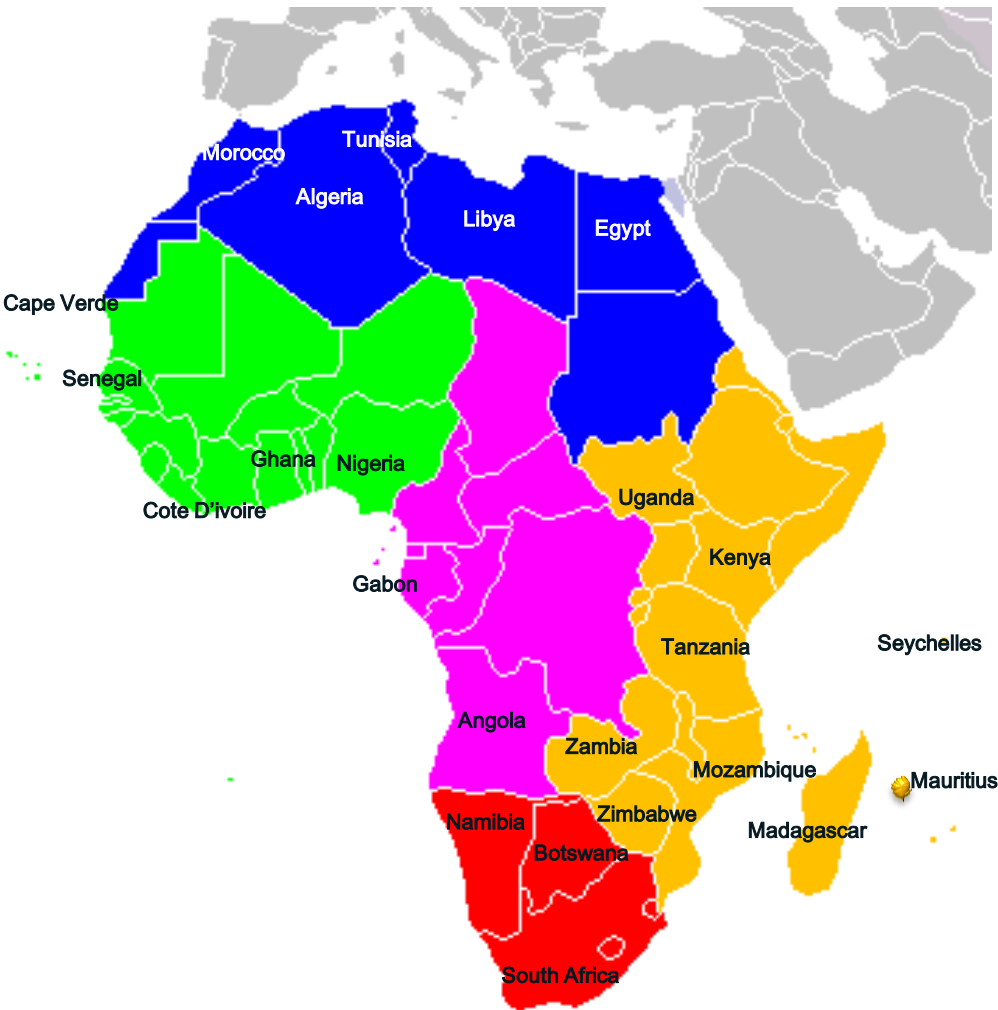 Tunisia
Morocco
Algeria
Libya
Egypt
Cape Verde
Senegal
Ghana
Nigeria
Uganda
Cote D'ivoire
Kenya
Gabon
Seychelles
Tanzania
Angola
Zambia
Mozambique
Mauritius
Zimbabwe
Namibia
Madagascar
Botswana
South Africa